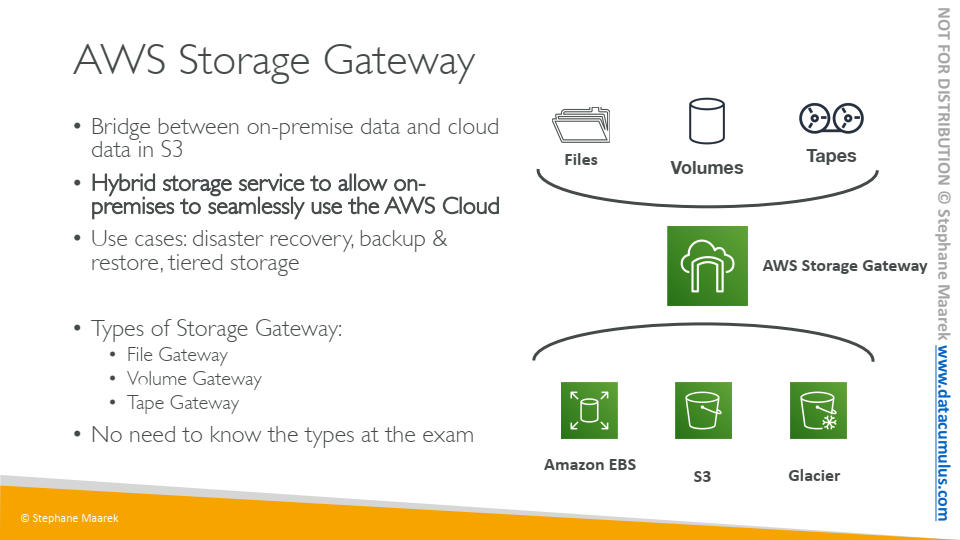 AWS Storage Gateway
• Bridge between on-premise data and cloud
data in S3
• Hybrid storage service to allow on-
premises to seamlessly use the AWS Cloud
• Use cases: disaster recovery, backup &
restore, tiered storage
• Types of Storage Gateway:
• File Gateway
• Volume Gateway
• Tape Gateway
• No need to know the types at the exam
Files
Volumes
Tapes
AWS Storage Gateway
Amazon EBS
S3
Glacier
© Stephane Maarek
NOT FOR DISTRIBUTION © Stephane Maarek www.datacumulus.com